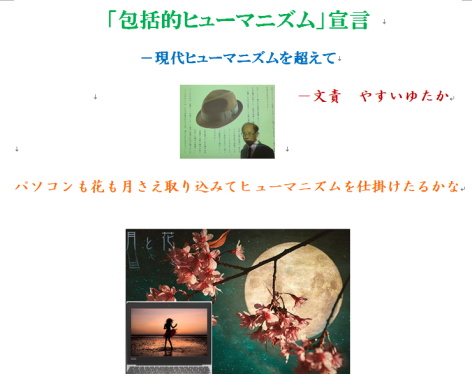 「包括的ヒューマニズム」宣言
－現代ヒューマニズムを超えて
－文責　やすいゆたか
パソコンも花も月さえ取り込みてヒューマニズムを仕掛けたるかな
月と花